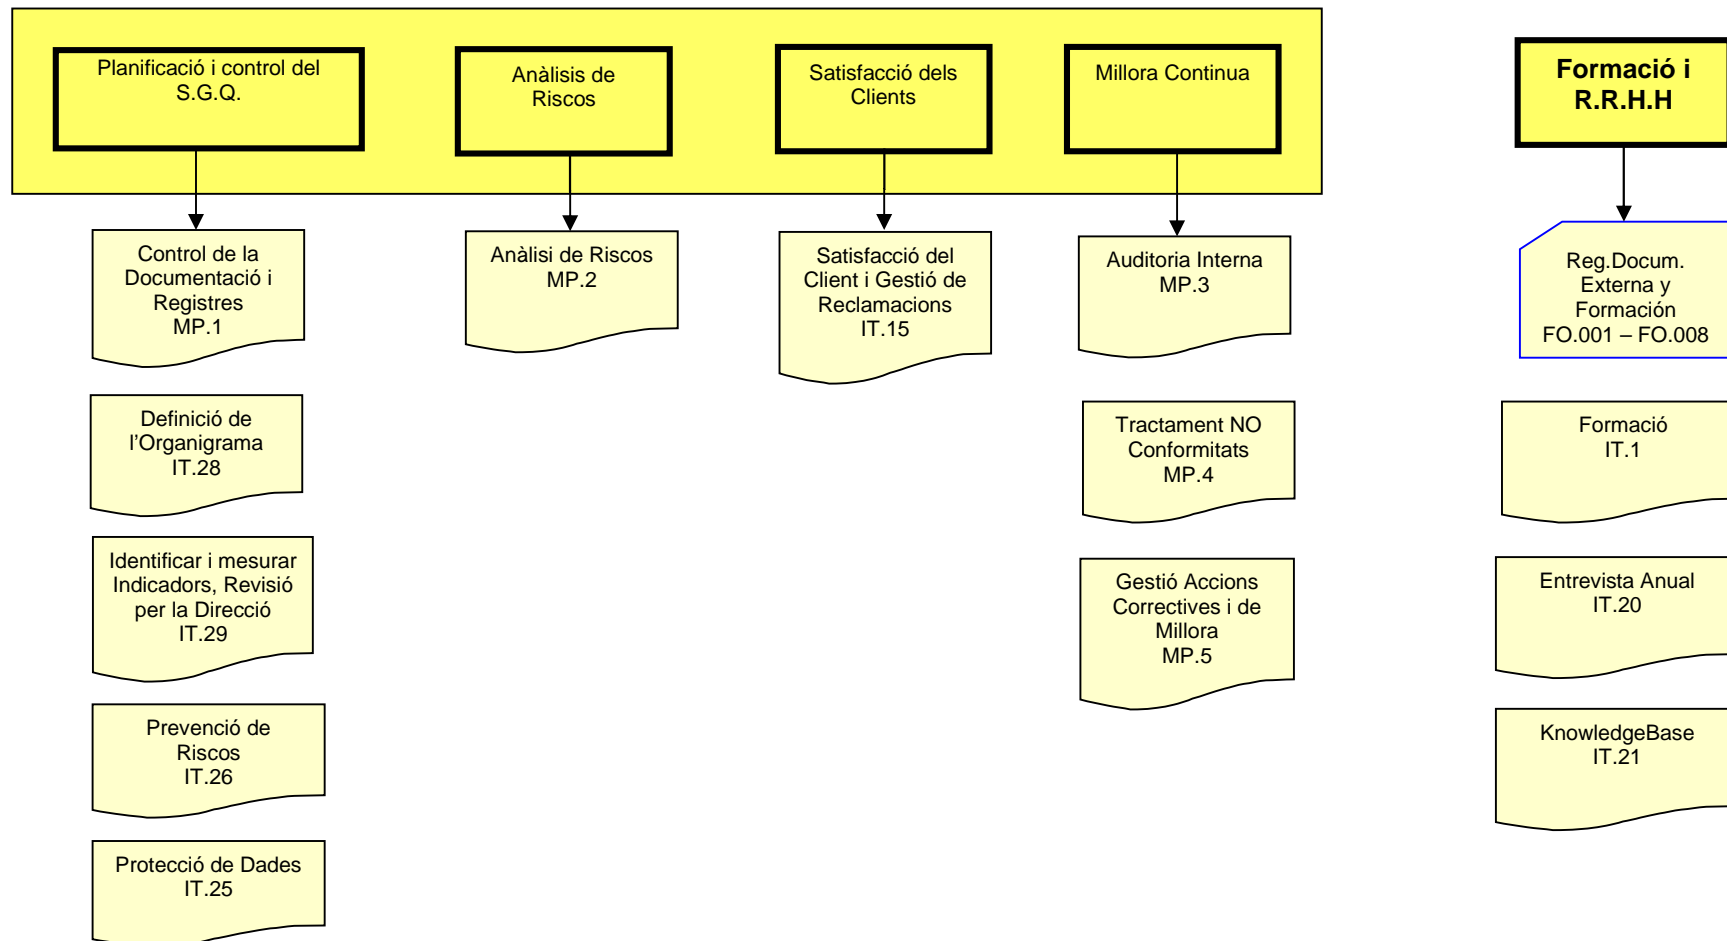 Planificació i control del
S.G.Q.
Anàlisis de
Riscos
Satisfacció dels
Clients
Millora Continua
Formació i
R.R.H.H
Control de la
Documentació i
Registres
MP.1
Anàlisi de Riscos
MP.2
Satisfacció del
Client i Gestió de
Reclamacions
IT.15
Auditoria Interna
MP.3
Reg.Docum.
Externa y
Formación
FO.001 – FO.008
Definició de
l’Organigrama
IT.28
Tractament NO
Conformitats
MP.4
Formació
IT.1
Identificar i mesurar
Indicadors, Revisió
per la Direcció
IT.29
Gestió Accions
Correctives i de
Millora
MP.5
Entrevista Anual
IT.20
Prevenció de
Riscos
IT.26
KnowledgeBase
IT.21
Protecció de Dades
IT.25